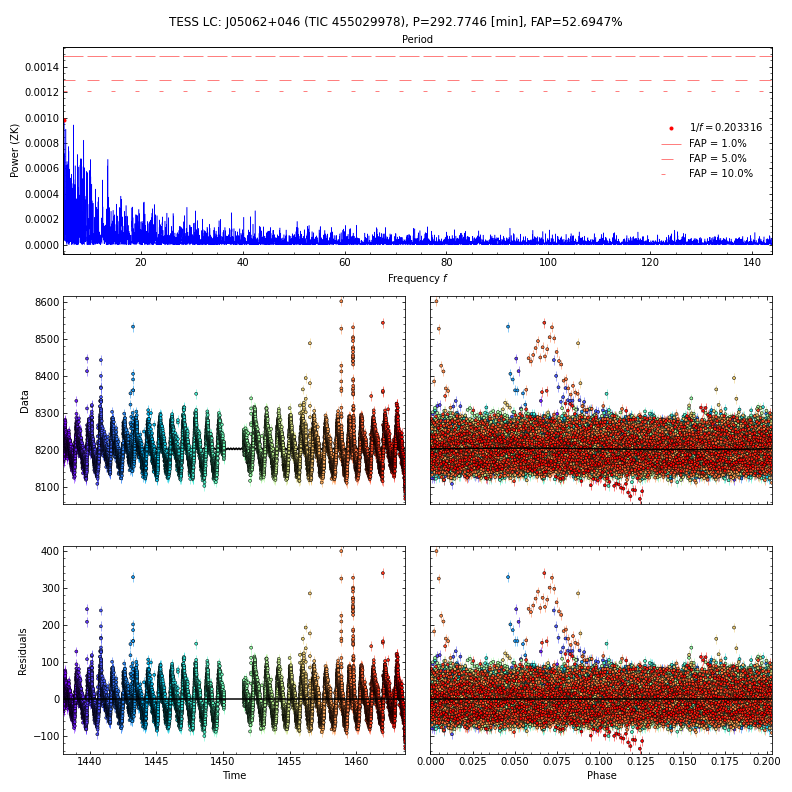 TESS LC: J05062+046 (TIC 455029978), P=292.7746 [min], FAP=52.6947%
Period
Power (ZK)
0.0014
0.0012
0.0010
0.0008
0.0006
0.0004
0.0002
0.0000
1/f = 0.203316
FAP = 1.0%
FAP = 5.0%
FAP = 10.0%
20 40 60 80 100 120 140
Frequency f
Data
8600
8500
8400
8300
8200
8100
Residuals
400
300
200
100
0
−100
1440 1445 1450 1455 1460
Time
0.000 0.025 0.050 0.075 0.100 0.125 0.150 0.175 0.200
Phase